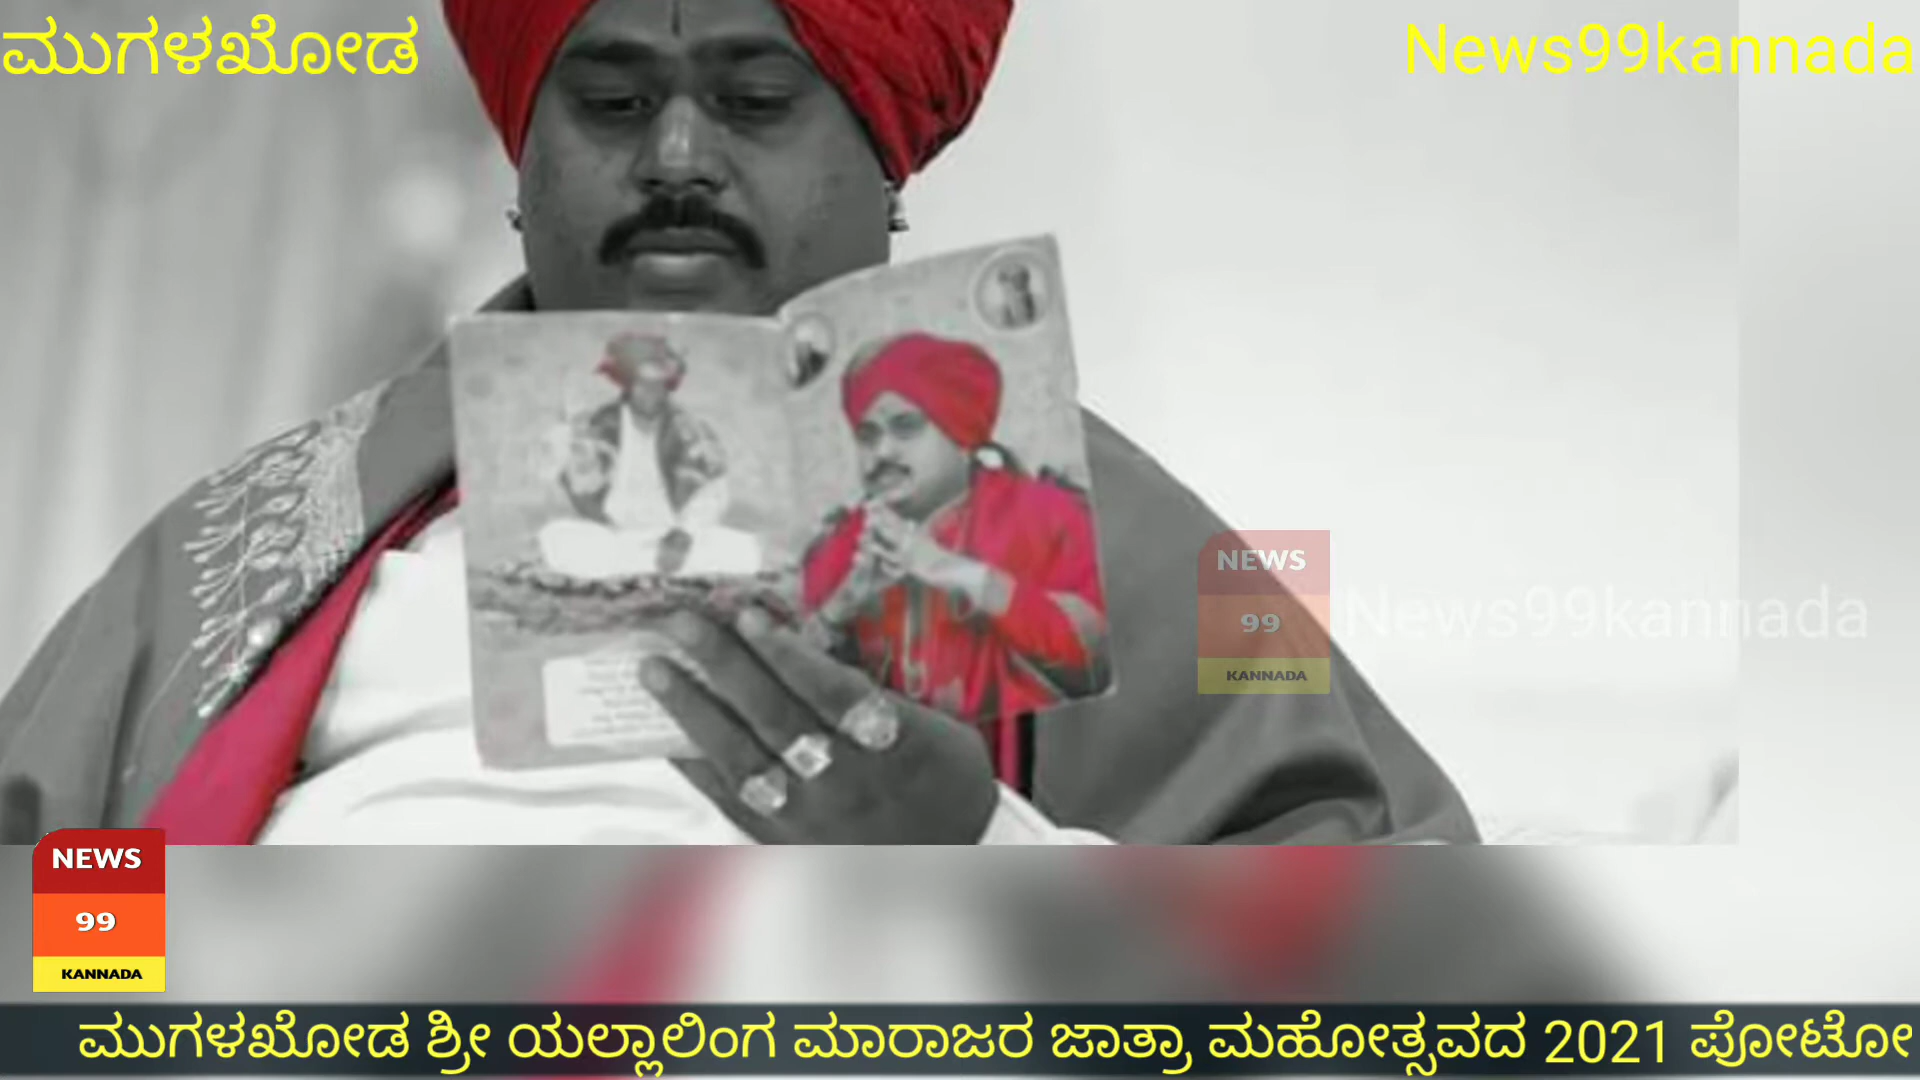 ಮುಗಳಖೋಡ
News99kannada
NEWS
99
KANNADA
News99kannada
NEWS
99
KANNADA
ಮುಗಳಖೋಡ ಶ್ರೀ ಯಲ್ಲಾಲಿಂಗ ಮಾರಾಜರ ಜಾತ್ರಾ ಮಹೋತ್ಸವದ 2021 ಪೋಟೋ